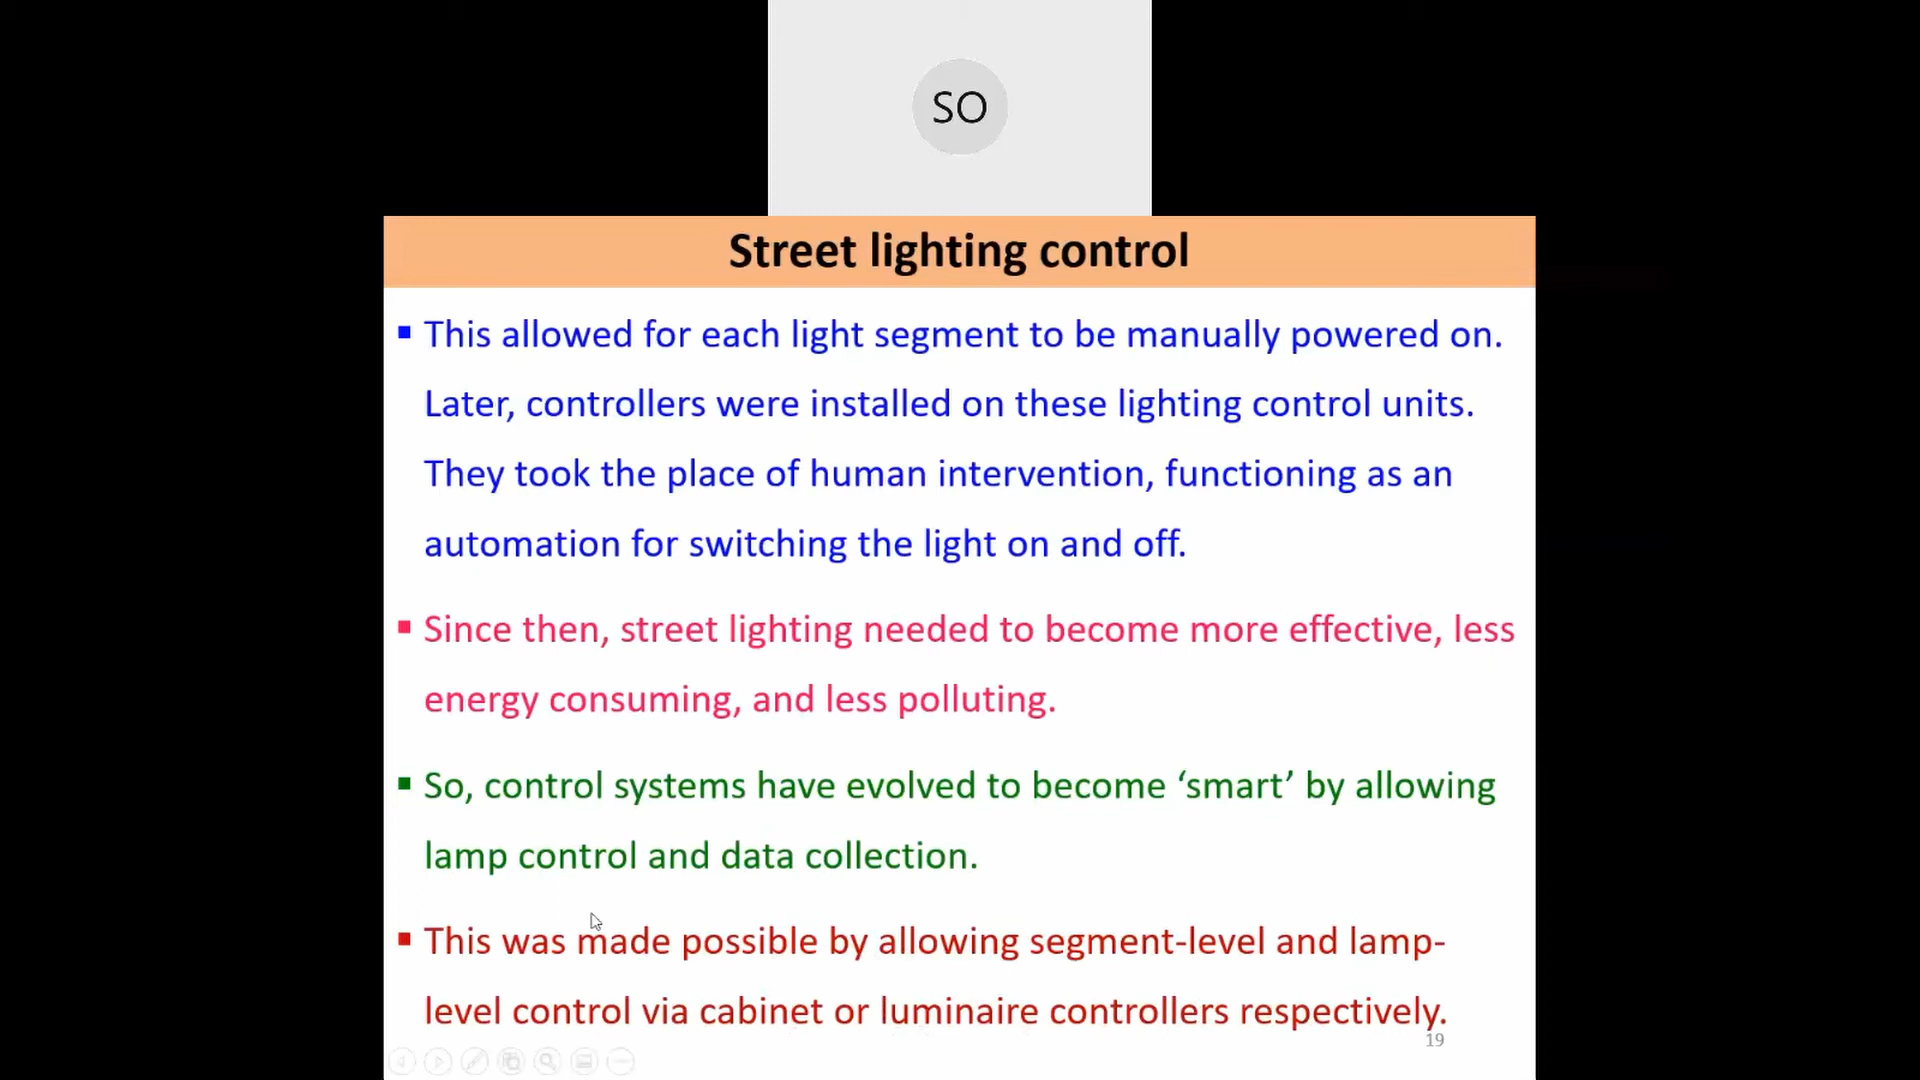 SO
Street lighting control
▪ This allowed for each light segment to be manually powered on.
Later, controllers were installed on these lighting control units.
They took the place of human intervention, functioning as an
automation for switching the light on and off.
▪ Since then, street lighting needed to become more effective, less
energy consuming, and less polluting.
▪ So, control systems have evolved to become ‘smart’ by allowing
lamp control and data collection.
▪ This was made possible by allowing segment-level and lamp-
level control via cabinet or luminaire controllers respectively.
19